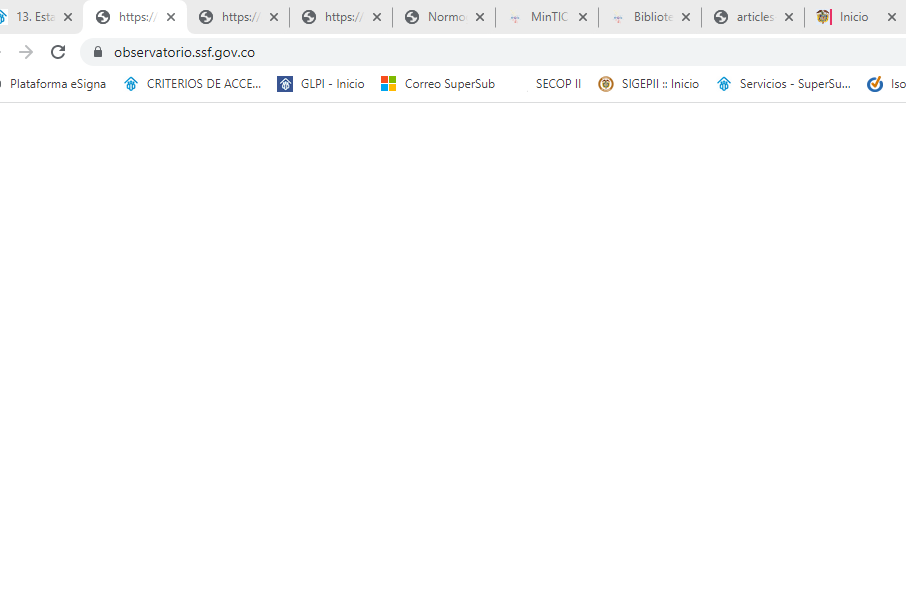 13. Esta https:// https:// https:// Normo MinTIC Bibliote articles Inicio
observatorio.ssf.gov.co
Plataforma eSigna CRITERIOS DE ACCE... GLPI - Inicio Correo SuperSub SECOP II SIGEPII :: Inicio Servicios - SuperSu... Iso